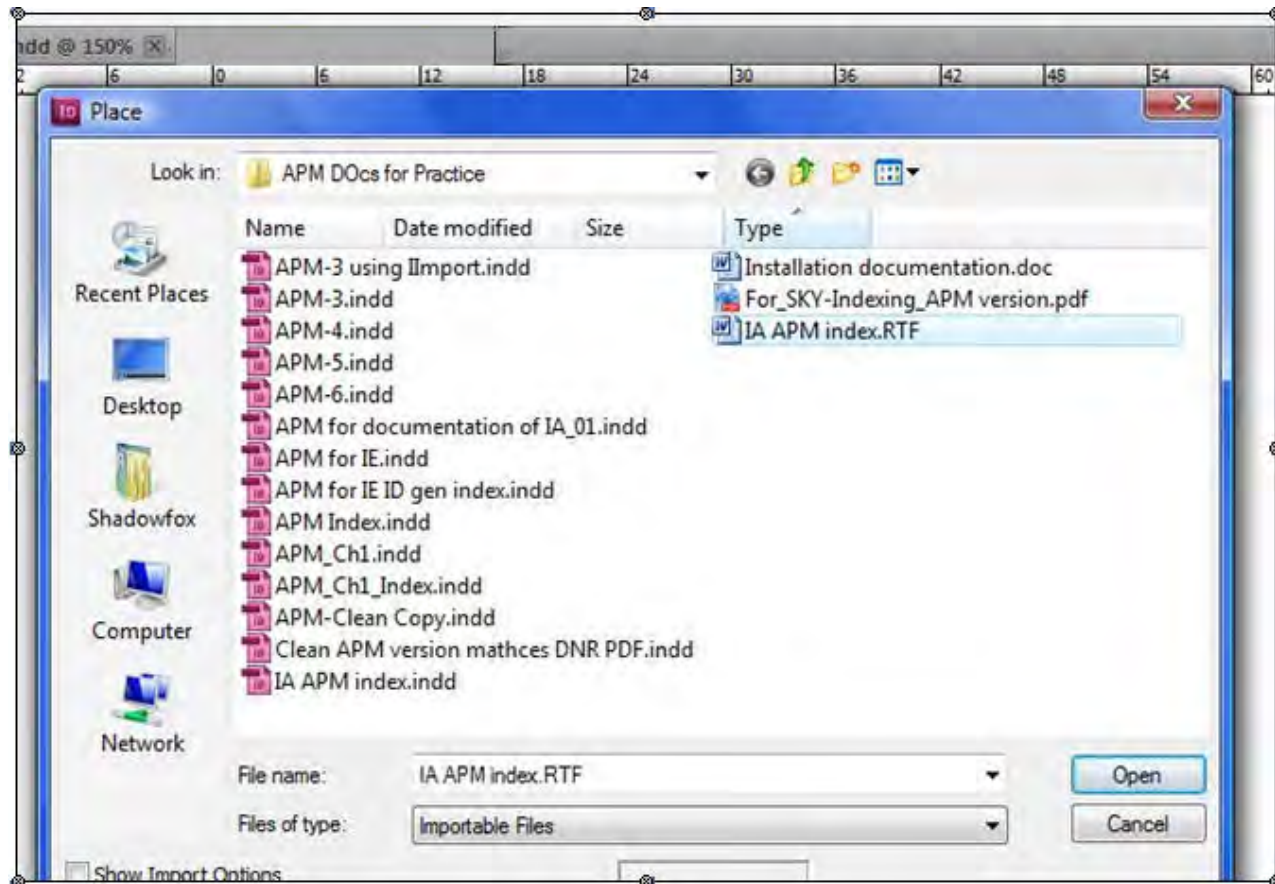 ndd @ 150%
2 6 0 6 12 18 24 30 36 42 48 54 60
ID Place
Look in: APM DOcs for Practice
Name Date modified Size Type
Recent Places
Desktop
Shadowfox
Computer
Network
APM-3 using IImport.indd
APM-3.indd
APM-4.indd
APM-5.indd
APM-6.indd
APM for documentation of IA_01.indd
APM for IE.indd
APM for IE ID gen index.indd
APM Index.indd
APM_Ch1.indd
APM_Ch1_Index.indd
APM-Clean Copy.indd
Clean APM version mathces DNR PDF.indd
IA APM index.indd
Installation documentation.doc
For_SKY-Indexing_APM version.pdf
IA APM index.RTF
File name: IA APM index.RTF Open
Files of type: Importable Files Cancel
Show Import Options